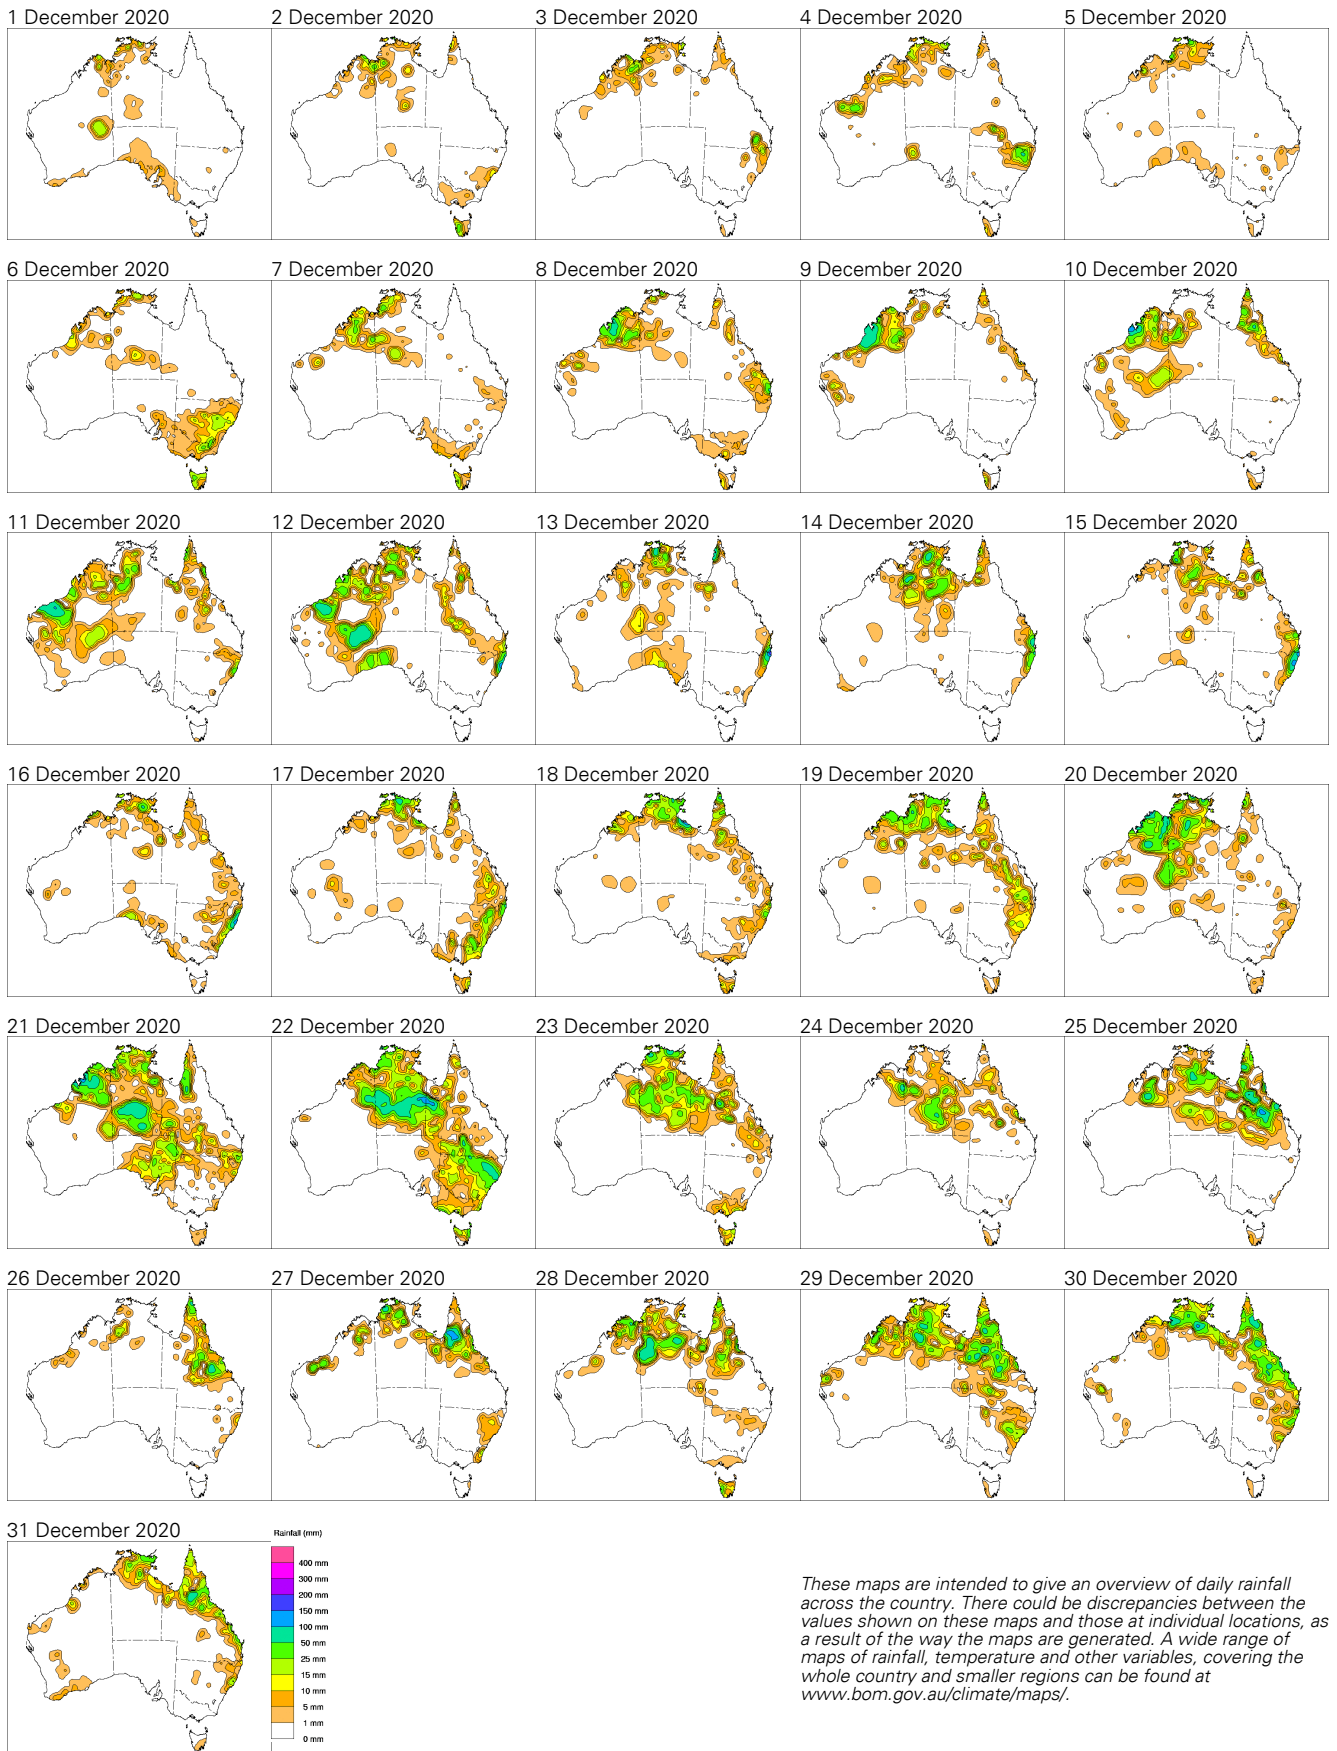 1 December 2020
2 December 2020
3 December 2020
4 December 2020
5 December 2020
6 December 2020
7 December 2020
8 December 2020
9 December 2020
10 December 2020
11 December 2020
12 December 2020
13 December 2020
14 December 2020
15 December 2020
16 December 2020
17 December 2020
18 December 2020
19 December 2020
20 December 2020
21 December 2020
22 December 2020
23 December 2020
24 December 2020
25 December 2020
26 December 2020
27 December 2020
28 December 2020
29 December 2020
30 December 2020
31 December 2020
Rainfall (mm)
400 mm
300 mm
200 mm
150 mm
100 mm
50 mm
25 mm
15 mm
10 mm
5 mm
1 mm
0 mm
These maps are intended to give an overview of daily rainfall
across the country. There could be discrepancies between the
values shown on these maps and those at individual locations, as
a result of the way the maps are generated. A wide range of
maps of rainfall, temperature and other variables, covering the
whole country and smaller regions can be found at
www.bom.gov.au/climate/maps/.